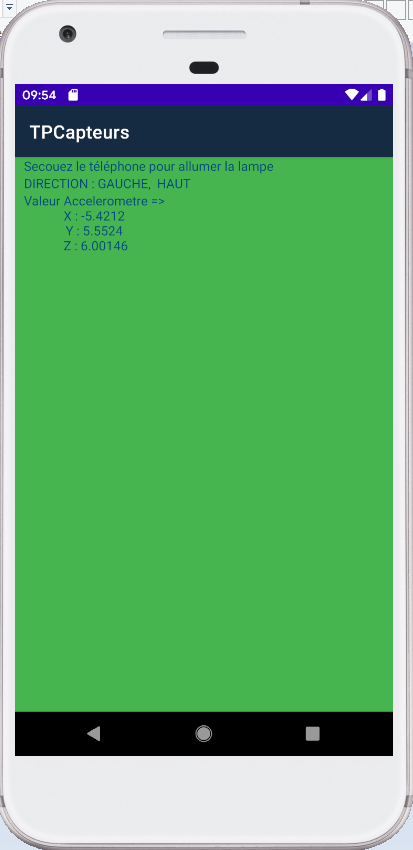 09:54
TPCapteurs
Secouez le téléphone pour allumer la lampe
DIRECTION : GAUCHE,  HAUT
Valeur Accelerometre =>
X : -5.4212
Y : 5.5524
Z : 6.00146